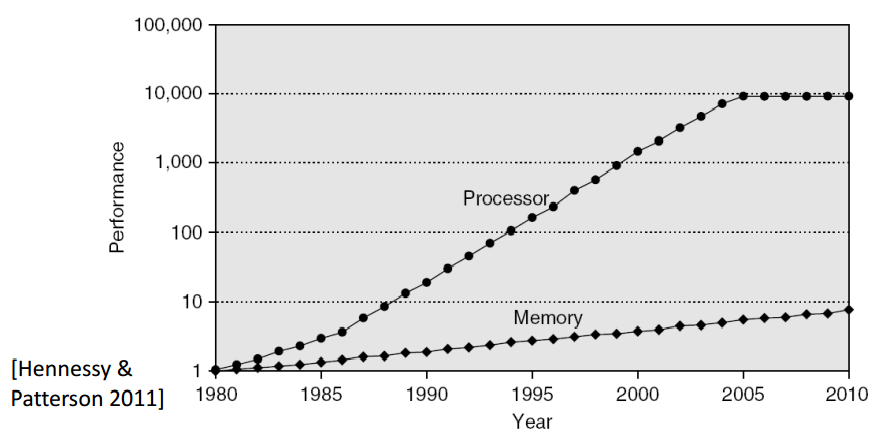 100,000
10,000
1,000
100
10
1
Performance
Processor
Memory
1980 1985 1990 1995 2000 2005 2010
Year
[Hennessy &
Patterson 2011]